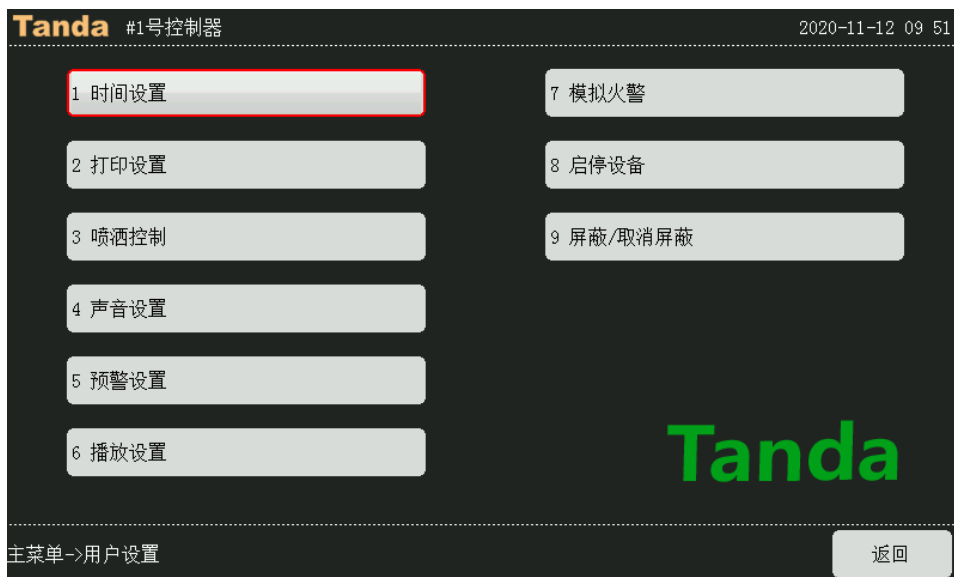 Tanda #1号控制器 2020-11-12 09 51
1 时间设置
2 打印设置
3 喷洒控制
4 声音设置
5 预警设置
6 播放设置
7 模拟火警
8 启停设备
9 屏蔽/取消屏蔽
Tanda
主菜单->用户设置 返回